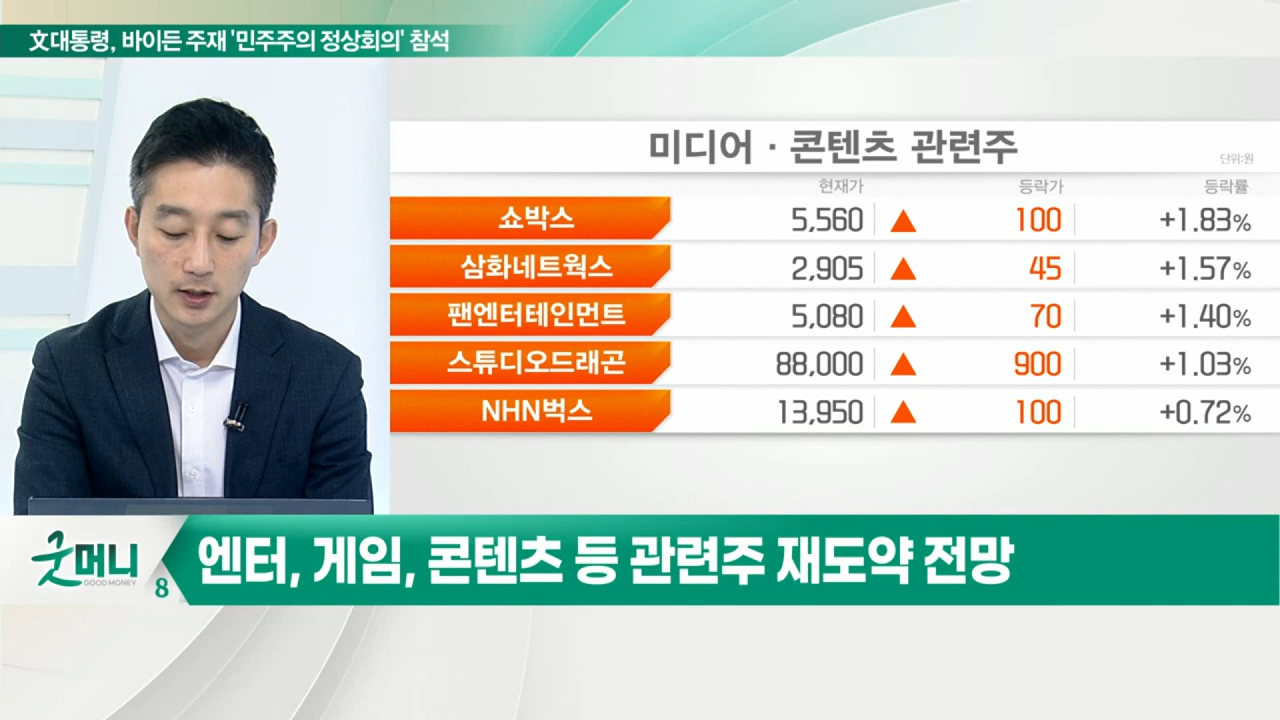 文대통령, 바이든 주재 '민주주의 정상회의' 참석
미디어 · 콘텐츠 관련주
단위:원
현재가 등락가 등락률
쇼박스 5,560 ▲ 100 +1.83%
삼화네트웍스 2,905 ▲ 45 +1.57%
팬엔터테인먼트 5,080 ▲ 70 +1.40%
스튜디오드래곤 88,000 ▲ 900 +1.03%
NHN벅스 13,950 ▲ 100 +0.72%
굿머니
GOOD MONEY
8
엔터, 게임, 콘텐츠 등 관련주 재도약 전망